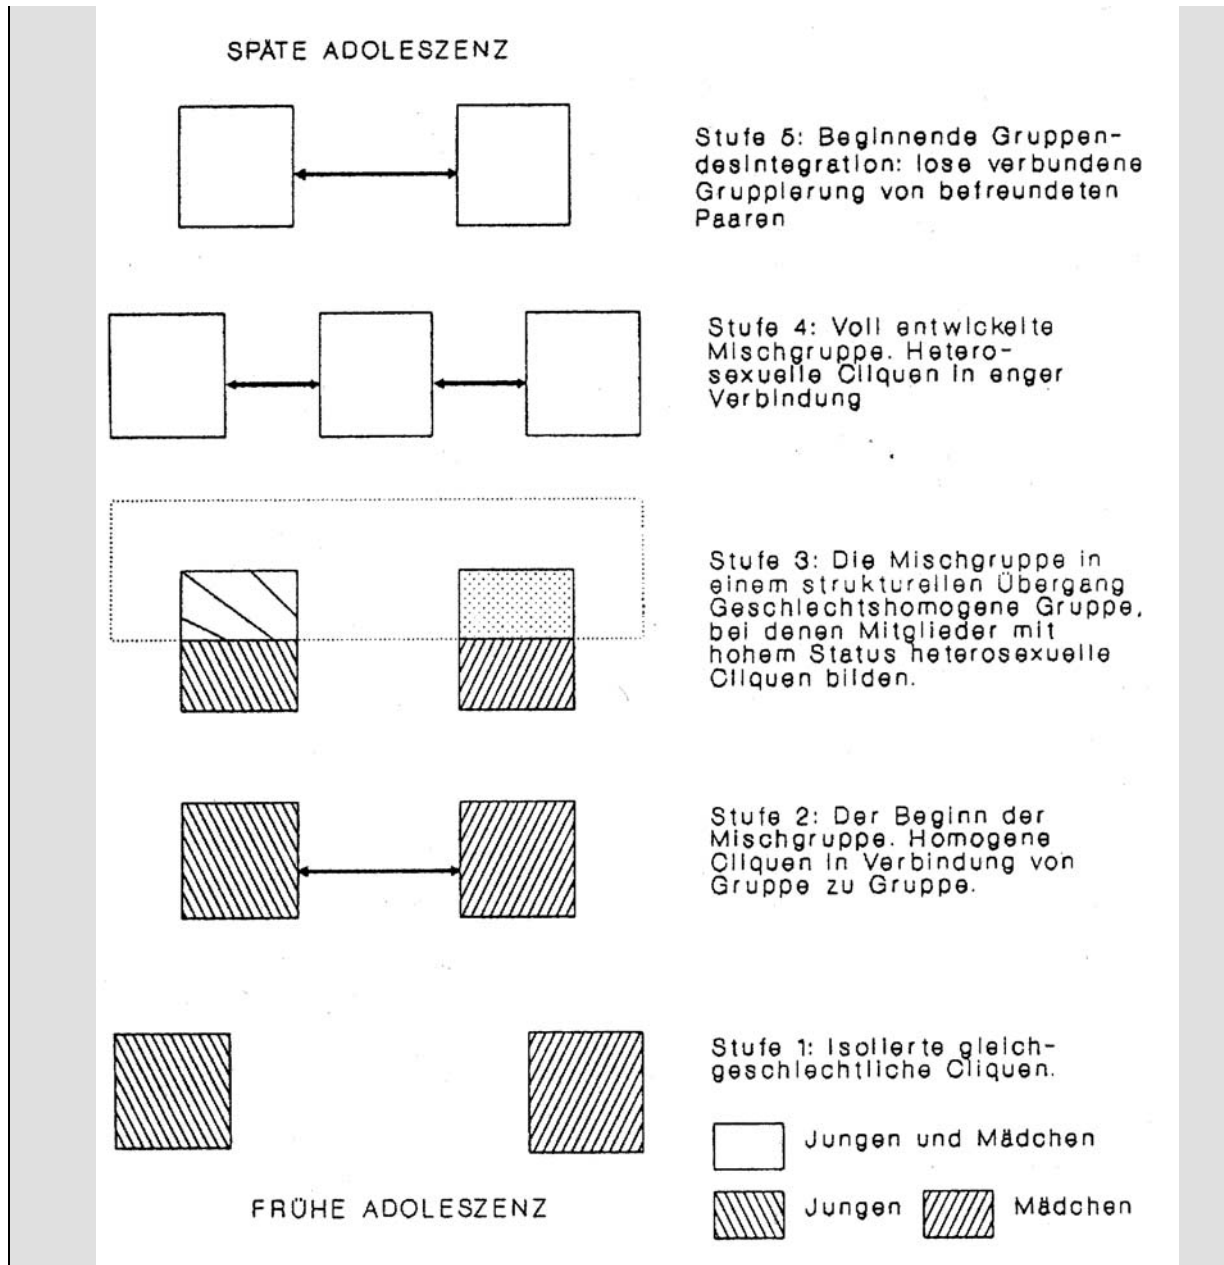 SPÄTE ADOLESZENZ
Stufe 5: Beginnende Gruppen-
desintegration: lose verbundene
Gruppierung von befreundeten
Paaren
Stufe 4: Voll entwickelte
Mischgruppe. Hetero-
sexuelle Cliquen in enger
Verbindung
Stufe 3: Die Mischgruppe in
einem strukturellen Übergang
Geschlechtshomogene Gruppe,
bei denen Mitglieder mit
hohem Status heterosexuelle
Cliquen bilden.
Stufe 2: Der Beginn der
Mischgruppe. Homogene
Cliquen in Verbindung von
Gruppe zu Gruppe.
Stufe 1: Isolierte gleich-
geschlechtliche Cliquen.
Jungen und Mädchen
Jungen
Mädchen
FRÜHE ADOLESZENZ